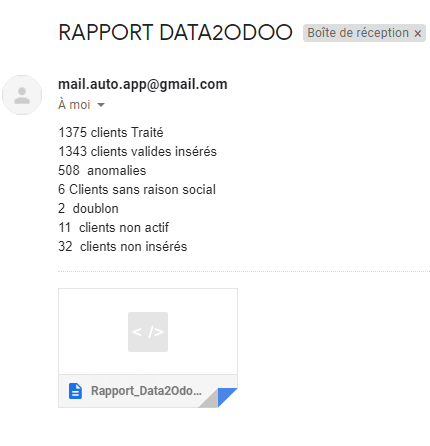 RAPPORT DATA2ODOO
Boîte de réception ×
mail.auto.app@gmail.com
À moi
1375 clients Traité
1343 clients valides insérés
508 anomalies
6 Clients sans raison social
2 doublon
11 clients non actif
32 clients non insérés
< />
Rapport_Data2Odo...